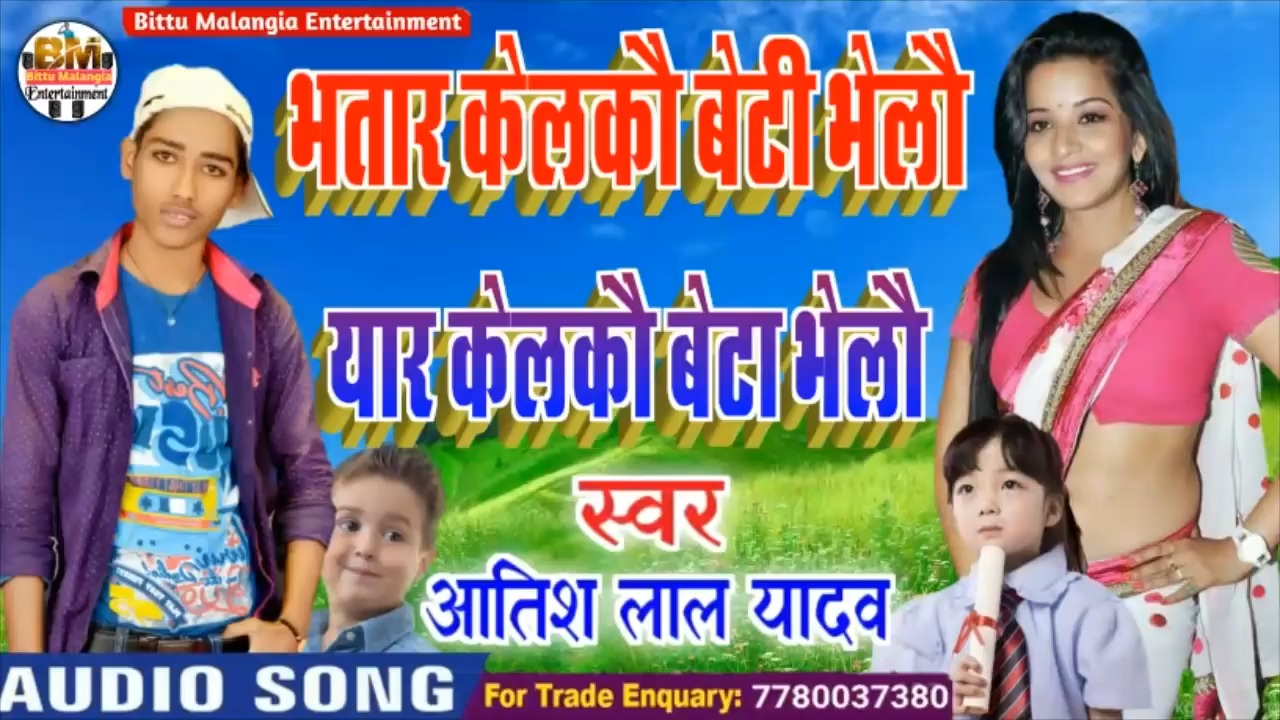 Bittu Malangia Entertainment
BM
Bittu Malangia
Entertainment
भतार केलकौ बेटी भेलौ
यार केलकौ बेटा भेलौ
स्वर
आतिश लाल यादव
AUDIO SONG
For Trade Enquary: 7780037380